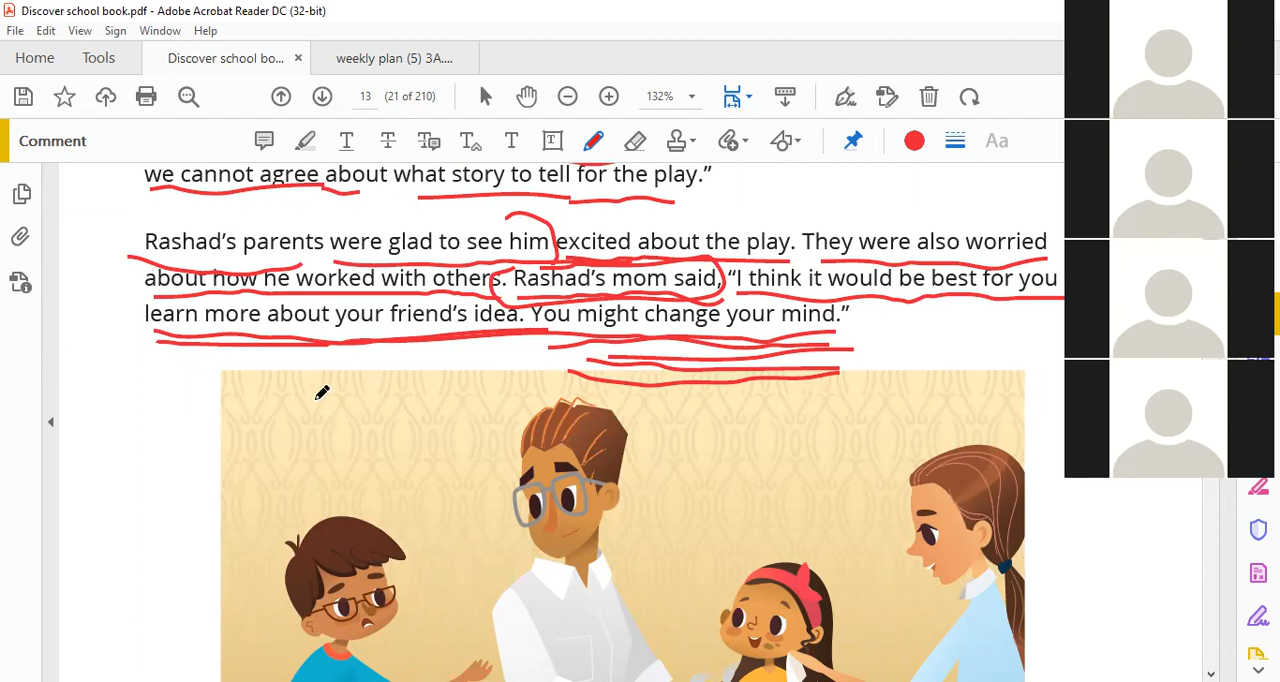 Discover school book.pdf - Adobe Acrobat Reader DC (32-bit)
File Edit View Sign Window Help
Home Tools Discover school bo... × weekly plan (5) 3A....
13 (21 of 210) 132%
Comment Aa
we cannot agree about what story to tell for the play.”
Rashad’s parents were glad to see him excited about the play. They were also worried
about how he worked with others. Rashad’s mom said, “I think it would be best for you
learn more about your friend’s idea. You might change your mind.”